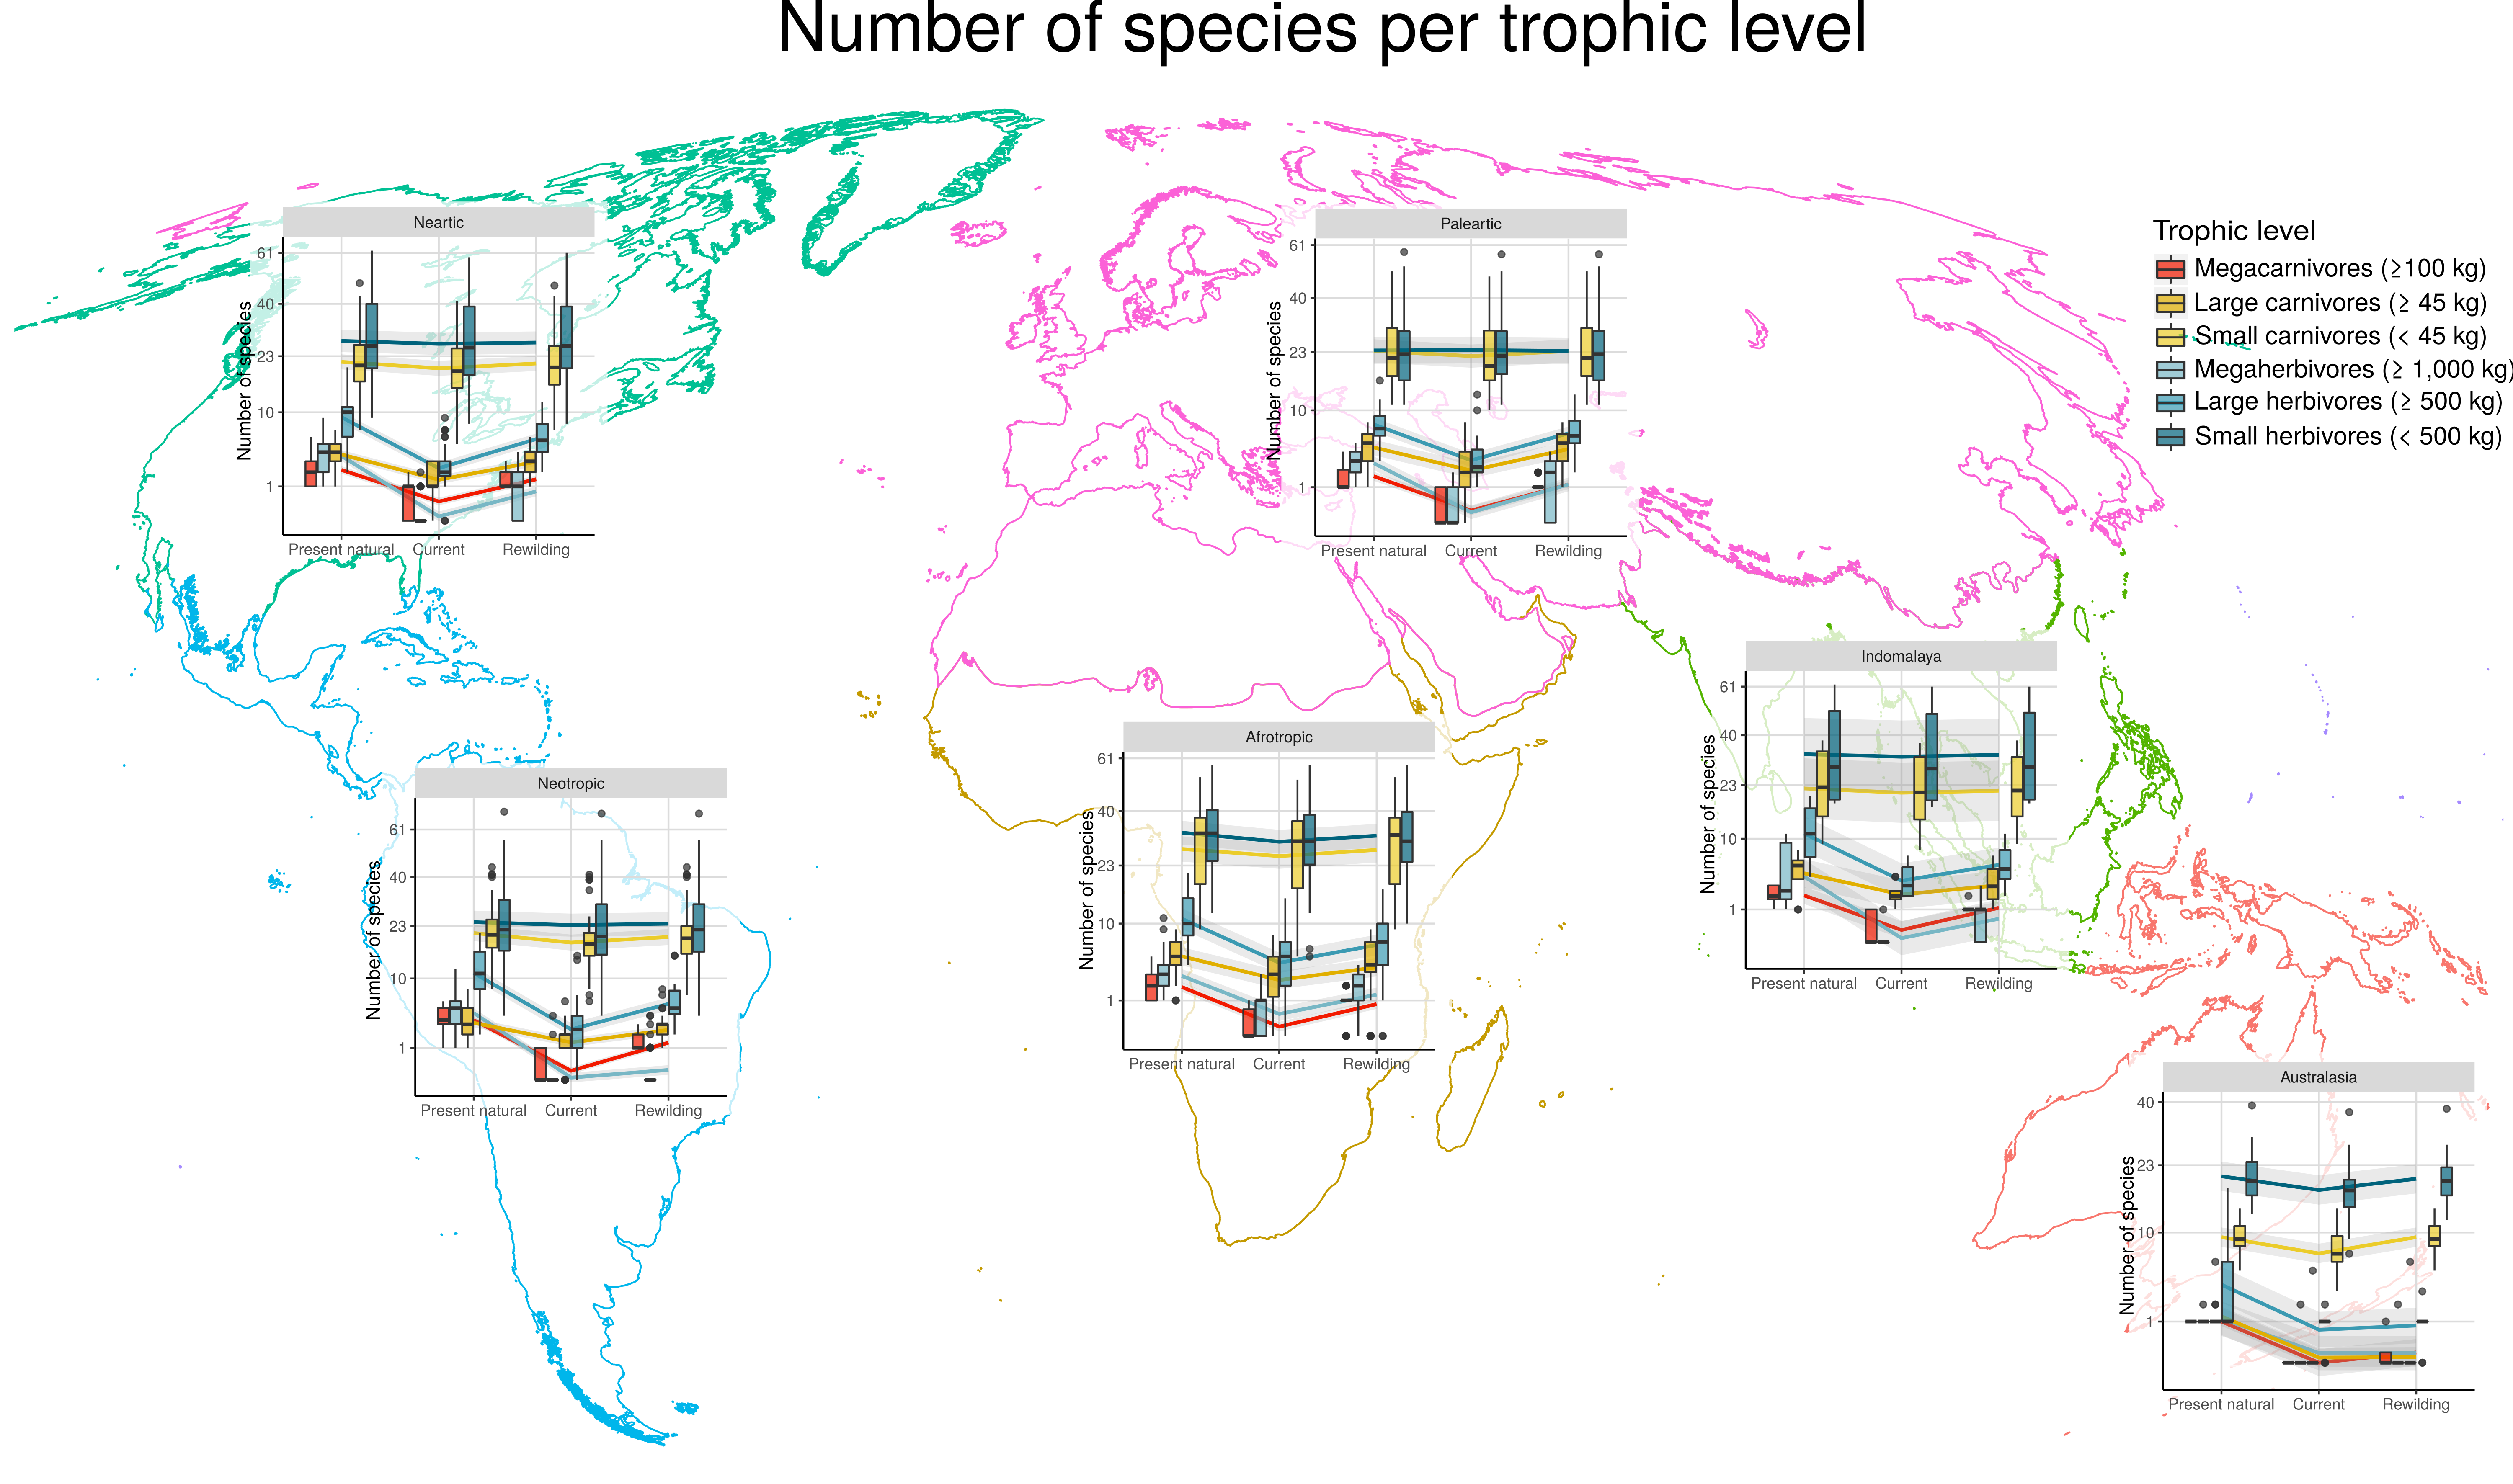 Number of species per trophic level
Trophic level
Megacarnivores (≥100 kg)
Large carnivores (≥ 45 kg)
Small carnivores (< 45 kg)
Megaherbivores (≥ 1,000 kg)
Large herbivores (≥ 500 kg)
Small herbivores (< 500 kg)
Neartic
Number of species
61
40
23
10
1
Present natural
Current
Rewilding
Paleartic
Number of species
61
40
23
10
1
Present natural
Current
Rewilding
Indomalaya
Number of species
61
40
23
10
1
Present natural
Current
Rewilding
Afrotropic
Number of species
61
40
23
10
1
Present natural
Current
Rewilding
Neotropic
Number of species
61
40
23
10
1
Present natural
Current
Rewilding
Australasia
Number of species
40
23
10
1
Present natural
Current
Rewilding